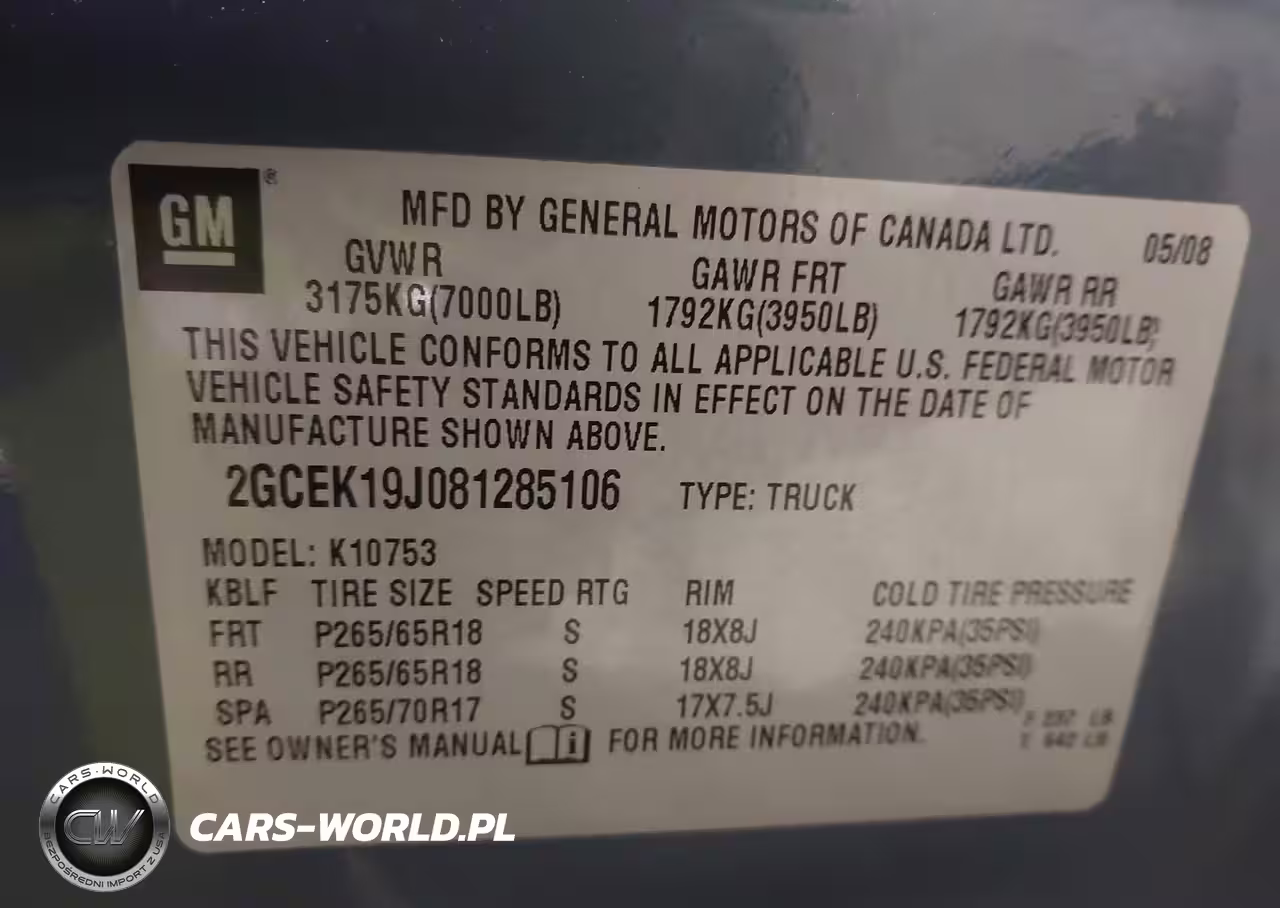 GM ®
MFD BY GENERAL MOTORS OF CANADA LTD. 05/08
GVWR GAWR FRT GAWR RR
3175KG(7000LB) 1792KG(3950LB) 1792KG(3950LB)
THIS VEHICLE CONFORMS TO ALL APPLICABLE U.S. FEDERAL MOTOR
VEHICLE SAFETY STANDARDS IN EFFECT ON THE DATE OF
MANUFACTURE SHOWN ABOVE.
2GCEK19J081285106 TYPE: TRUCK
MODEL: K10753
KBLF TIRE SIZE SPEED RTG RIM COLD TIRE PRESSURE
FRT P265/65R18 S 18X8J 240KPA(35PSI)
RR P265/65R18 S 18X8J 240KPA(35PSI)
SPA P265/70R17 S 17X7.5J 240KPA(35PSI)
SEE OWNER'S MANUAL i FOR MORE INFORMATION.
CARS-WORLD
CW
BEZPOŚREDNI IMPORT Z USA
CARS-WORLD.PL